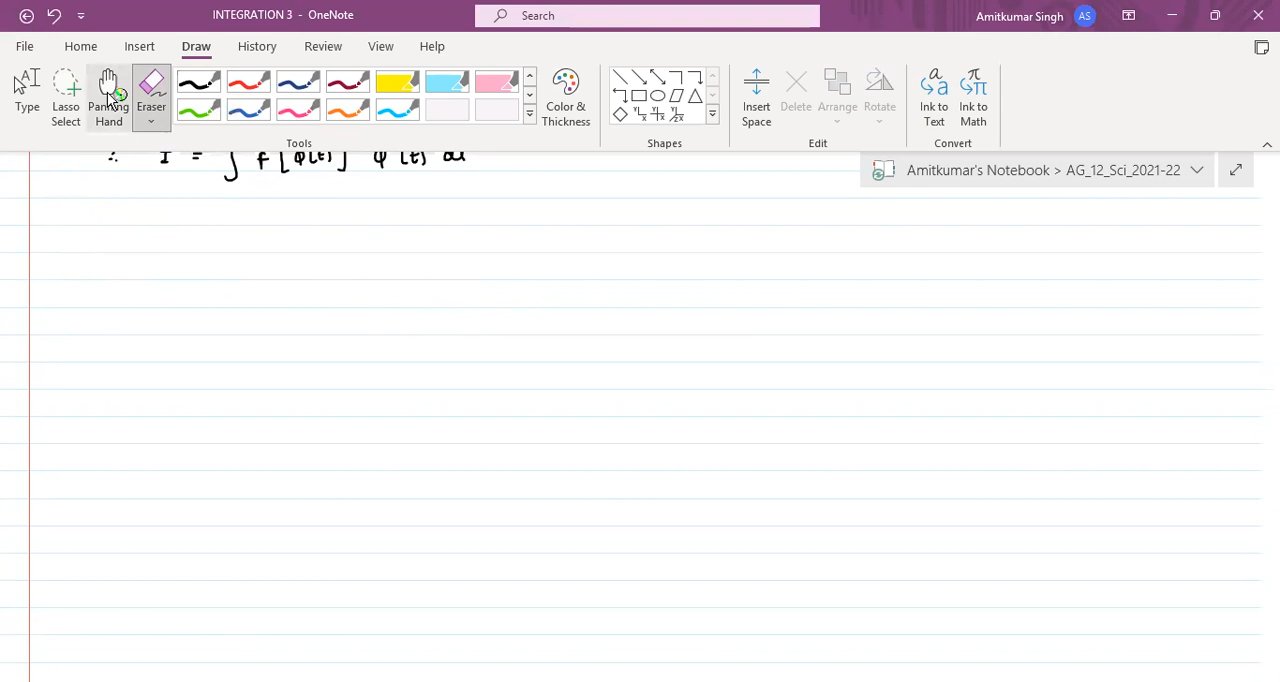 INTEGRATION 3 - OneNote
Search
Amitkumar Singh AS
File Home Insert Draw History Review View Help
Type
Lasso Select
Panning Hand
Eraser
Color & Thickness
Insert Space
Delete
Arrange
Rotate
Ink to Text
Ink to Math
Tools Shapes Edit Convert
∴ I = ∫ f [ϕ(t)] ϕ'(t) dt
Amitkumar's Notebook > AG_12_Sci_2021-22